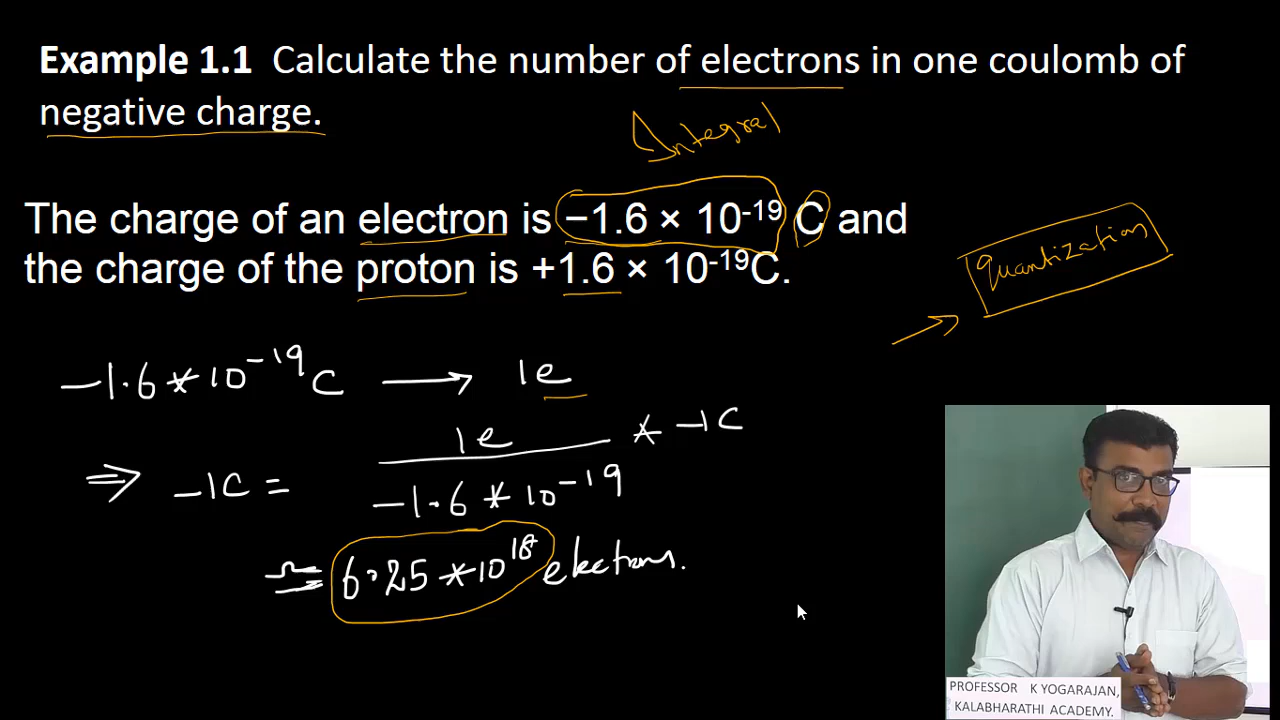 Example 1.1 Calculate the number of electrons in one coulomb of
negative charge.
Integral
The charge of an electron is −1.6 × 10-19 C and
the charge of the proton is +1.6 × 10-19C.
quantization
−1.6 * 10^−19 C ⟶ 1e
⇒ −1C = 1e / −1.6 * 10^−19 * −1C
≃ 6.25 * 10^18 electrons.
PROFESSOR K YOGARAJAN,
KALABHARATHI ACADEMY.